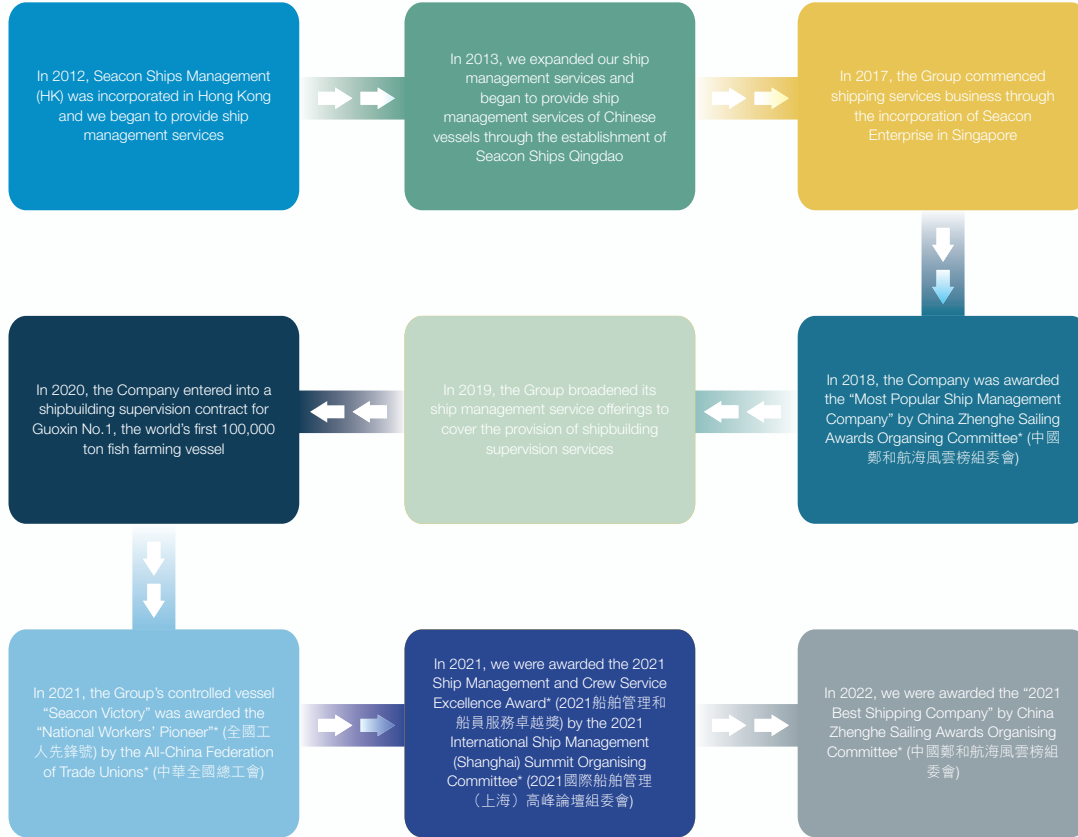 In 2012, Seacon Ships Management
(HK) was incorporated in Hong Kong
and we began to provide ship
management services
In 2013, we expanded our ship
management services and
began to provide ship
management services of Chinese
vessels through the establishment of
Seacon Ships Qingdao
In 2017, the Group commenced
shipping services business through
the incorporation of Seacon
Enterprise in Singapore
In 2018, the Company was awarded
the “Most Popular Ship Management
Company” by China Zhenghe Sailing
Awards Organsing Committee* (中國
鄭和航海風雲榜組委會)
In 2019, the Group broadened its
ship management service offerings to
cover the provision of shipbuilding
supervision services
In 2020, the Company entered into a
shipbuilding supervision contract for
Guoxin No.1, the world’s first 100,000
ton fish farming vessel
In 2021, the Group’s controlled vessel
“Seacon Victory” was awarded the
“National Workers’ Pioneer”* (全國工
人先鋒號) by the All-China Federation
of Trade Unions* (中華全國總工會)
In 2021, we were awarded the 2021
Ship Management and Crew Service
Excellence Award* (2021船舶管理和
船員服務卓越獎) by the 2021
International Ship Management
(Shanghai) Summit Organising
Committee* (2021國際船舶管理
（上海）高峰論壇組委會)
In 2022, we were awarded the “2021
Best Shipping Company” by China
Zhenghe Sailing Awards Organising
Committee* (中國鄭和航海風雲榜組
委會)